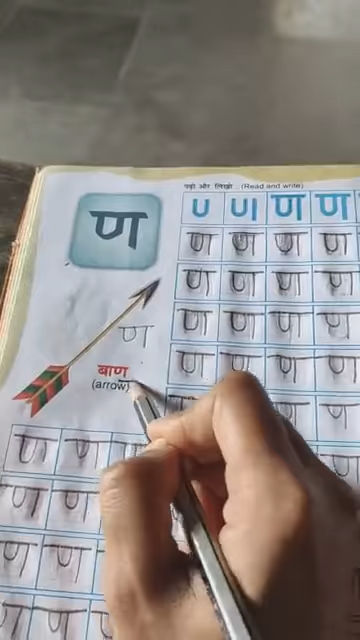 पढ़ो और लिखो (Read and write)
ण
υ υ| ण ण
ण ण ण ण
ण ण ण ण
ण ण ण ण
ण
ण ण ण ण
बाण
(arrow)
ण ण
ण ण
ण ण
ण ण